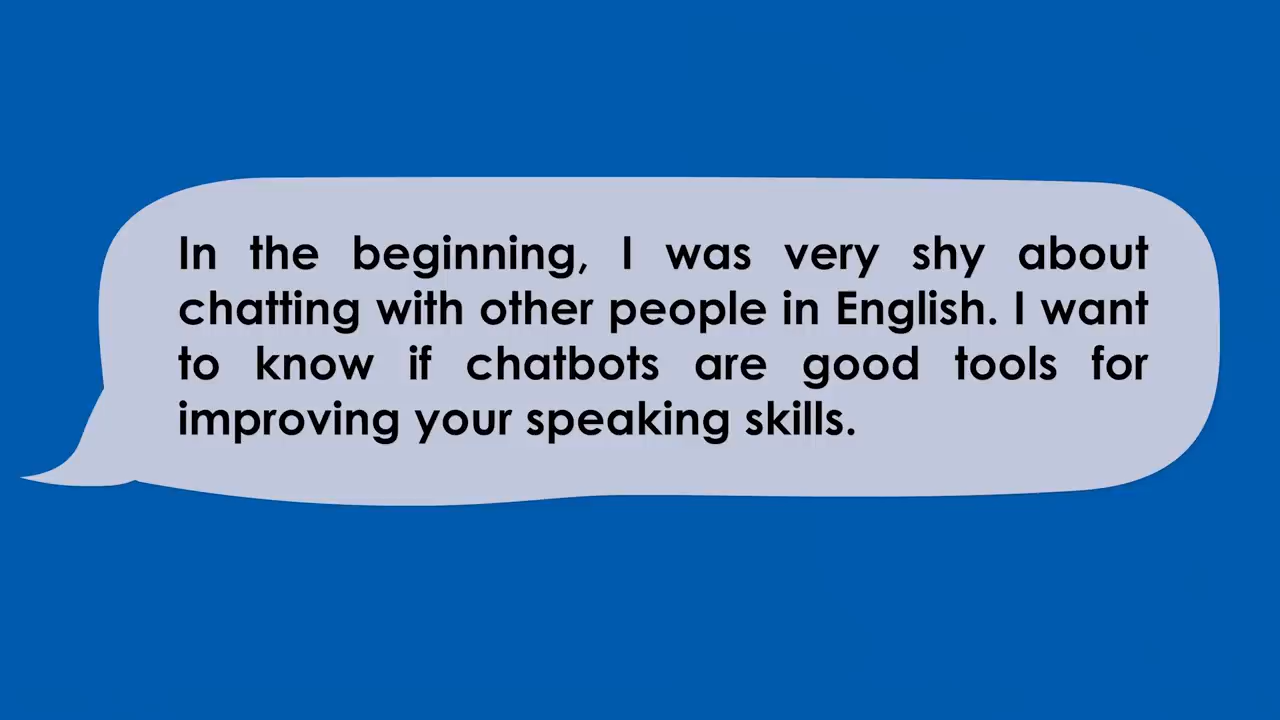 In the beginning, I was very shy about
chatting with other people in English. I want
to know if chatbots are good tools for
improving your speaking skills.